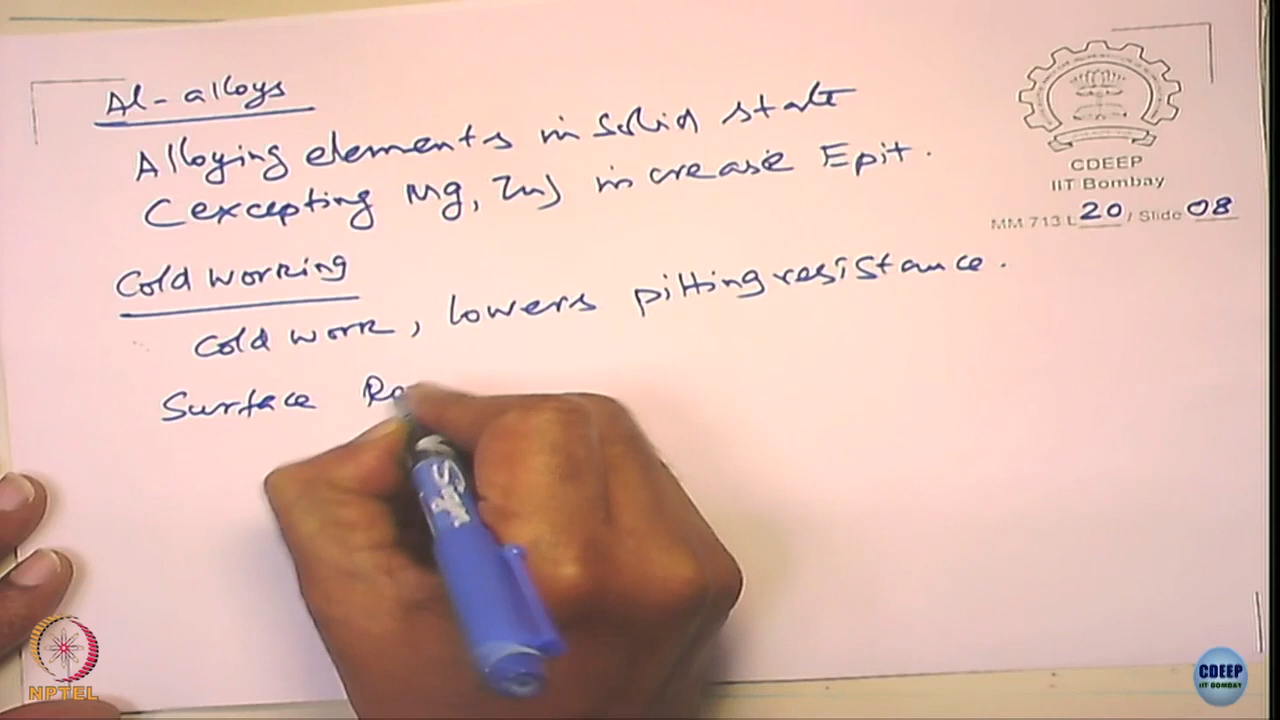 Al-alloys
Alloying elements in solid state
(excepting Mg, Zn) increase Epit.
Cold working
Cold work, lowers pitting resistance.
Surface Ro
CDEEP
IIT Bombay
MM 713 L 20 / Slide 08
NPTEL
CDEEP
IIT BOMBAY